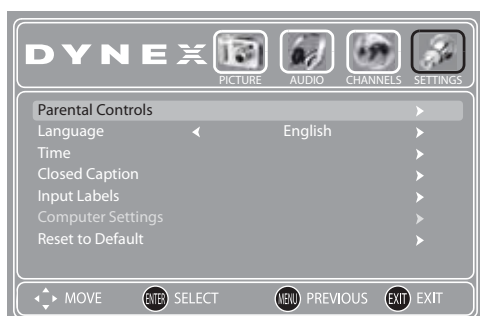 DYNEX
PICTURE AUDIO CHANNELS SETTINGS
Parental Controls
Language English
Time
Closed Caption
Input Labels
Computer Settings
Reset to Default
MOVE ENTER SELECT MENU PREVIOUS EXIT EXIT